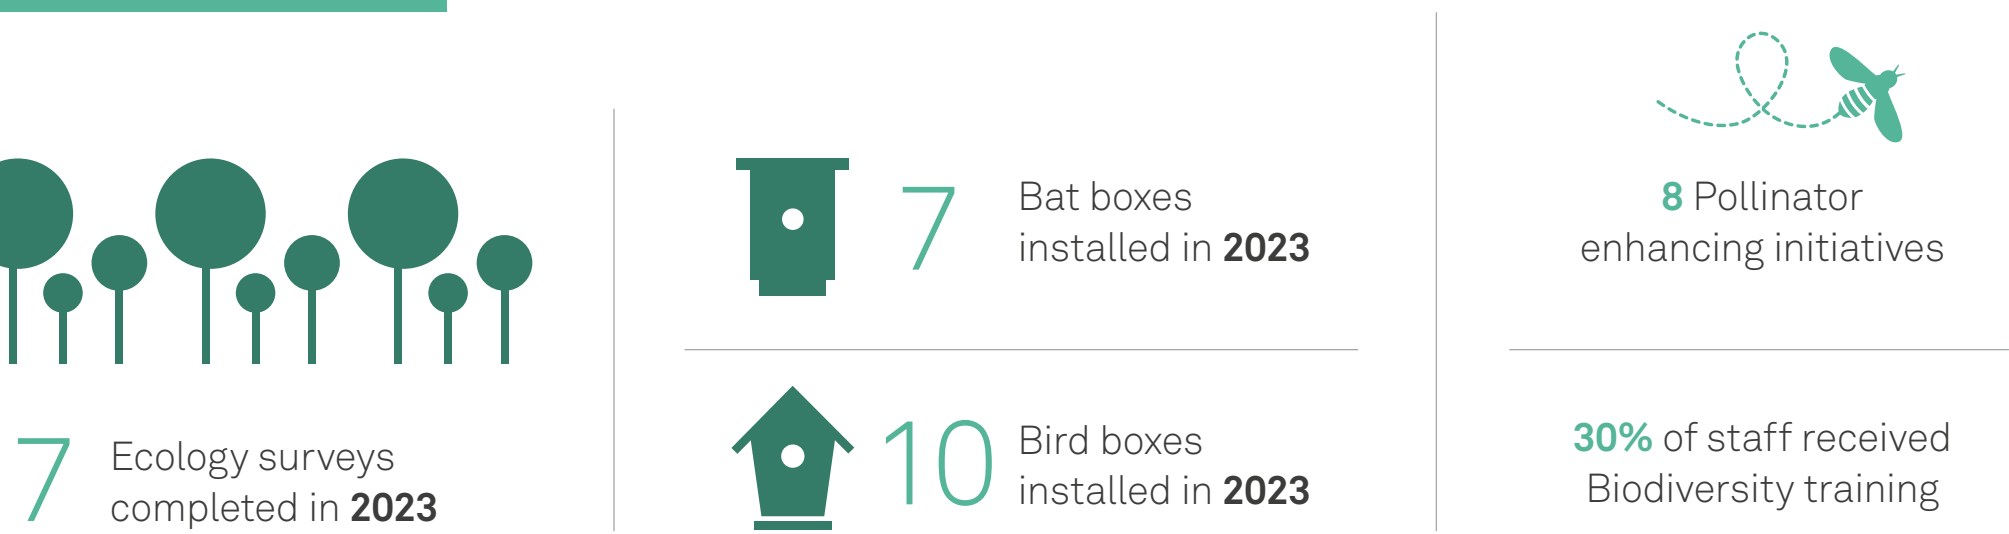 7
Ecology surveys
completed in 2023
7
Bat boxes
installed in 2023
10
Bird boxes
installed in 2023
8 Pollinator
enhancing initiatives
30% of staff received
Biodiversity training